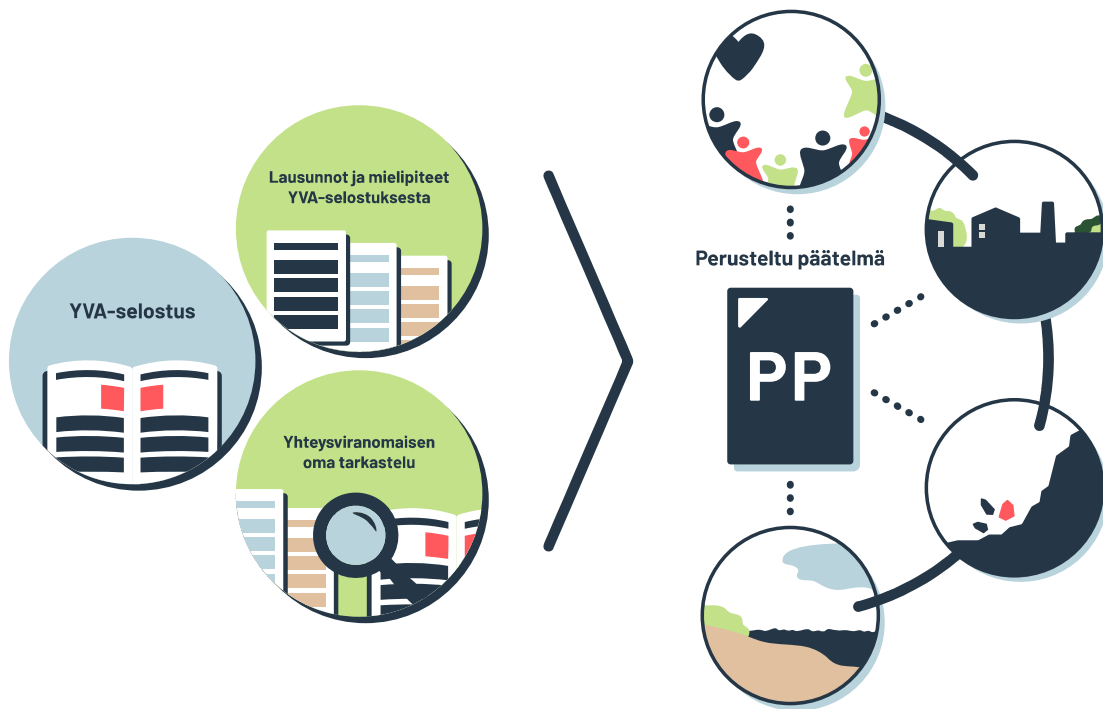 Lausunnot ja mielipiteet
YVA-selostuksesta
YVA-selostus
Yhteysviranomaisen
oma tarkastelu
Perusteltu päätelmä
PP